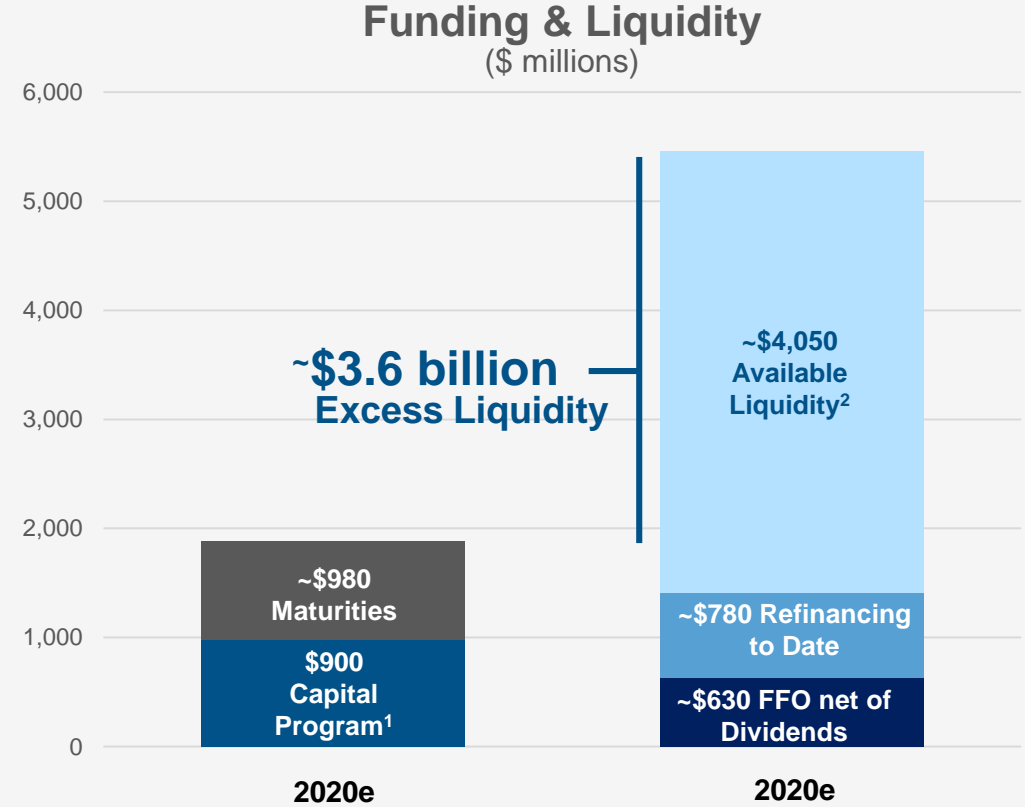 Funding & Liquidity
($ millions)
6,000
5,000
4,000
3,000
2,000
1,000
0
~$3.6 billion
Excess Liquidity
~$980
Maturities
$900
Capital
Program¹
2020e
~$4,050
Available
Liquidity²
~$780 Refinancing
to Date
~$630 FFO net of
Dividends
2020e